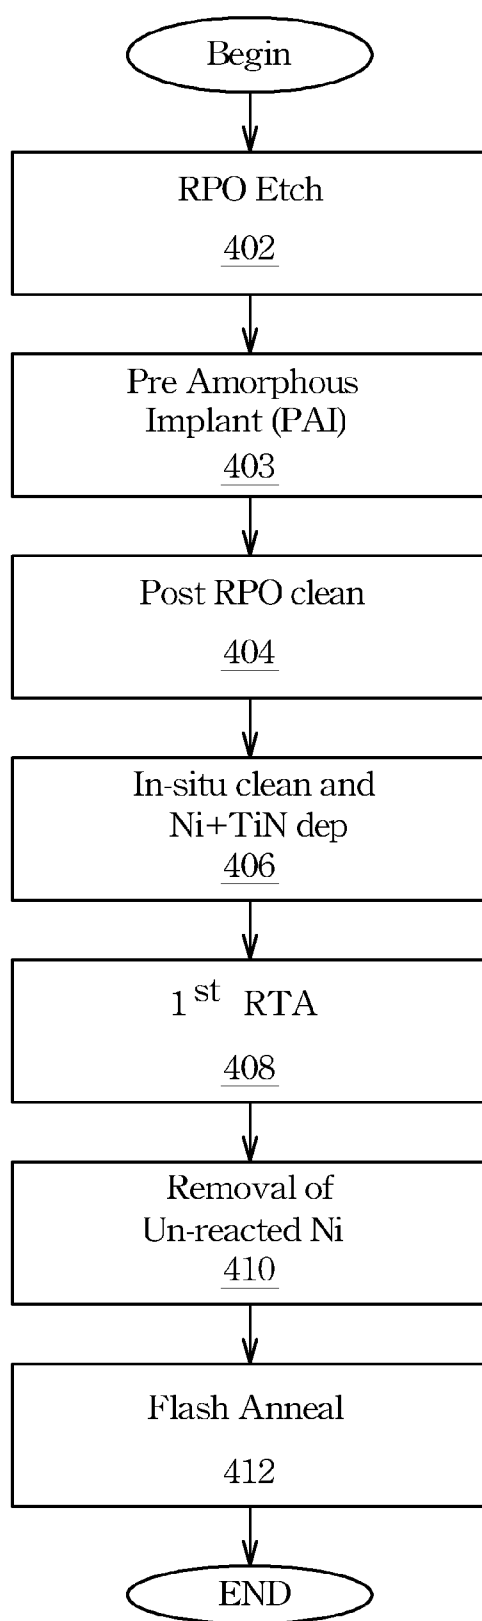 Begin
RPO Etch
402
Pre Amorphous
Implant (PAI)
403
Post RPO clean
404
In-situ clean and
Ni+TiN dep
406
1st RTA
408
Removal of
Un-reacted Ni
410
Flash Anneal
412
END